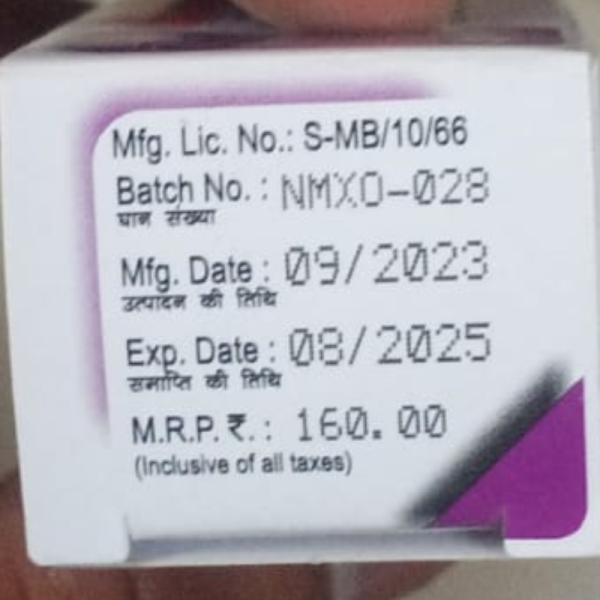 Mfg. Lic. No.: S-MB/10/66
Batch No. : NMXO-028
घान संख्या
Mfg. Date : 09/2023
उत्पादन की तिथि
Exp. Date : 08/2025
समाप्ति की तिथि
M.R.P. ₹. : 160.00
(Inclusive of all taxes)